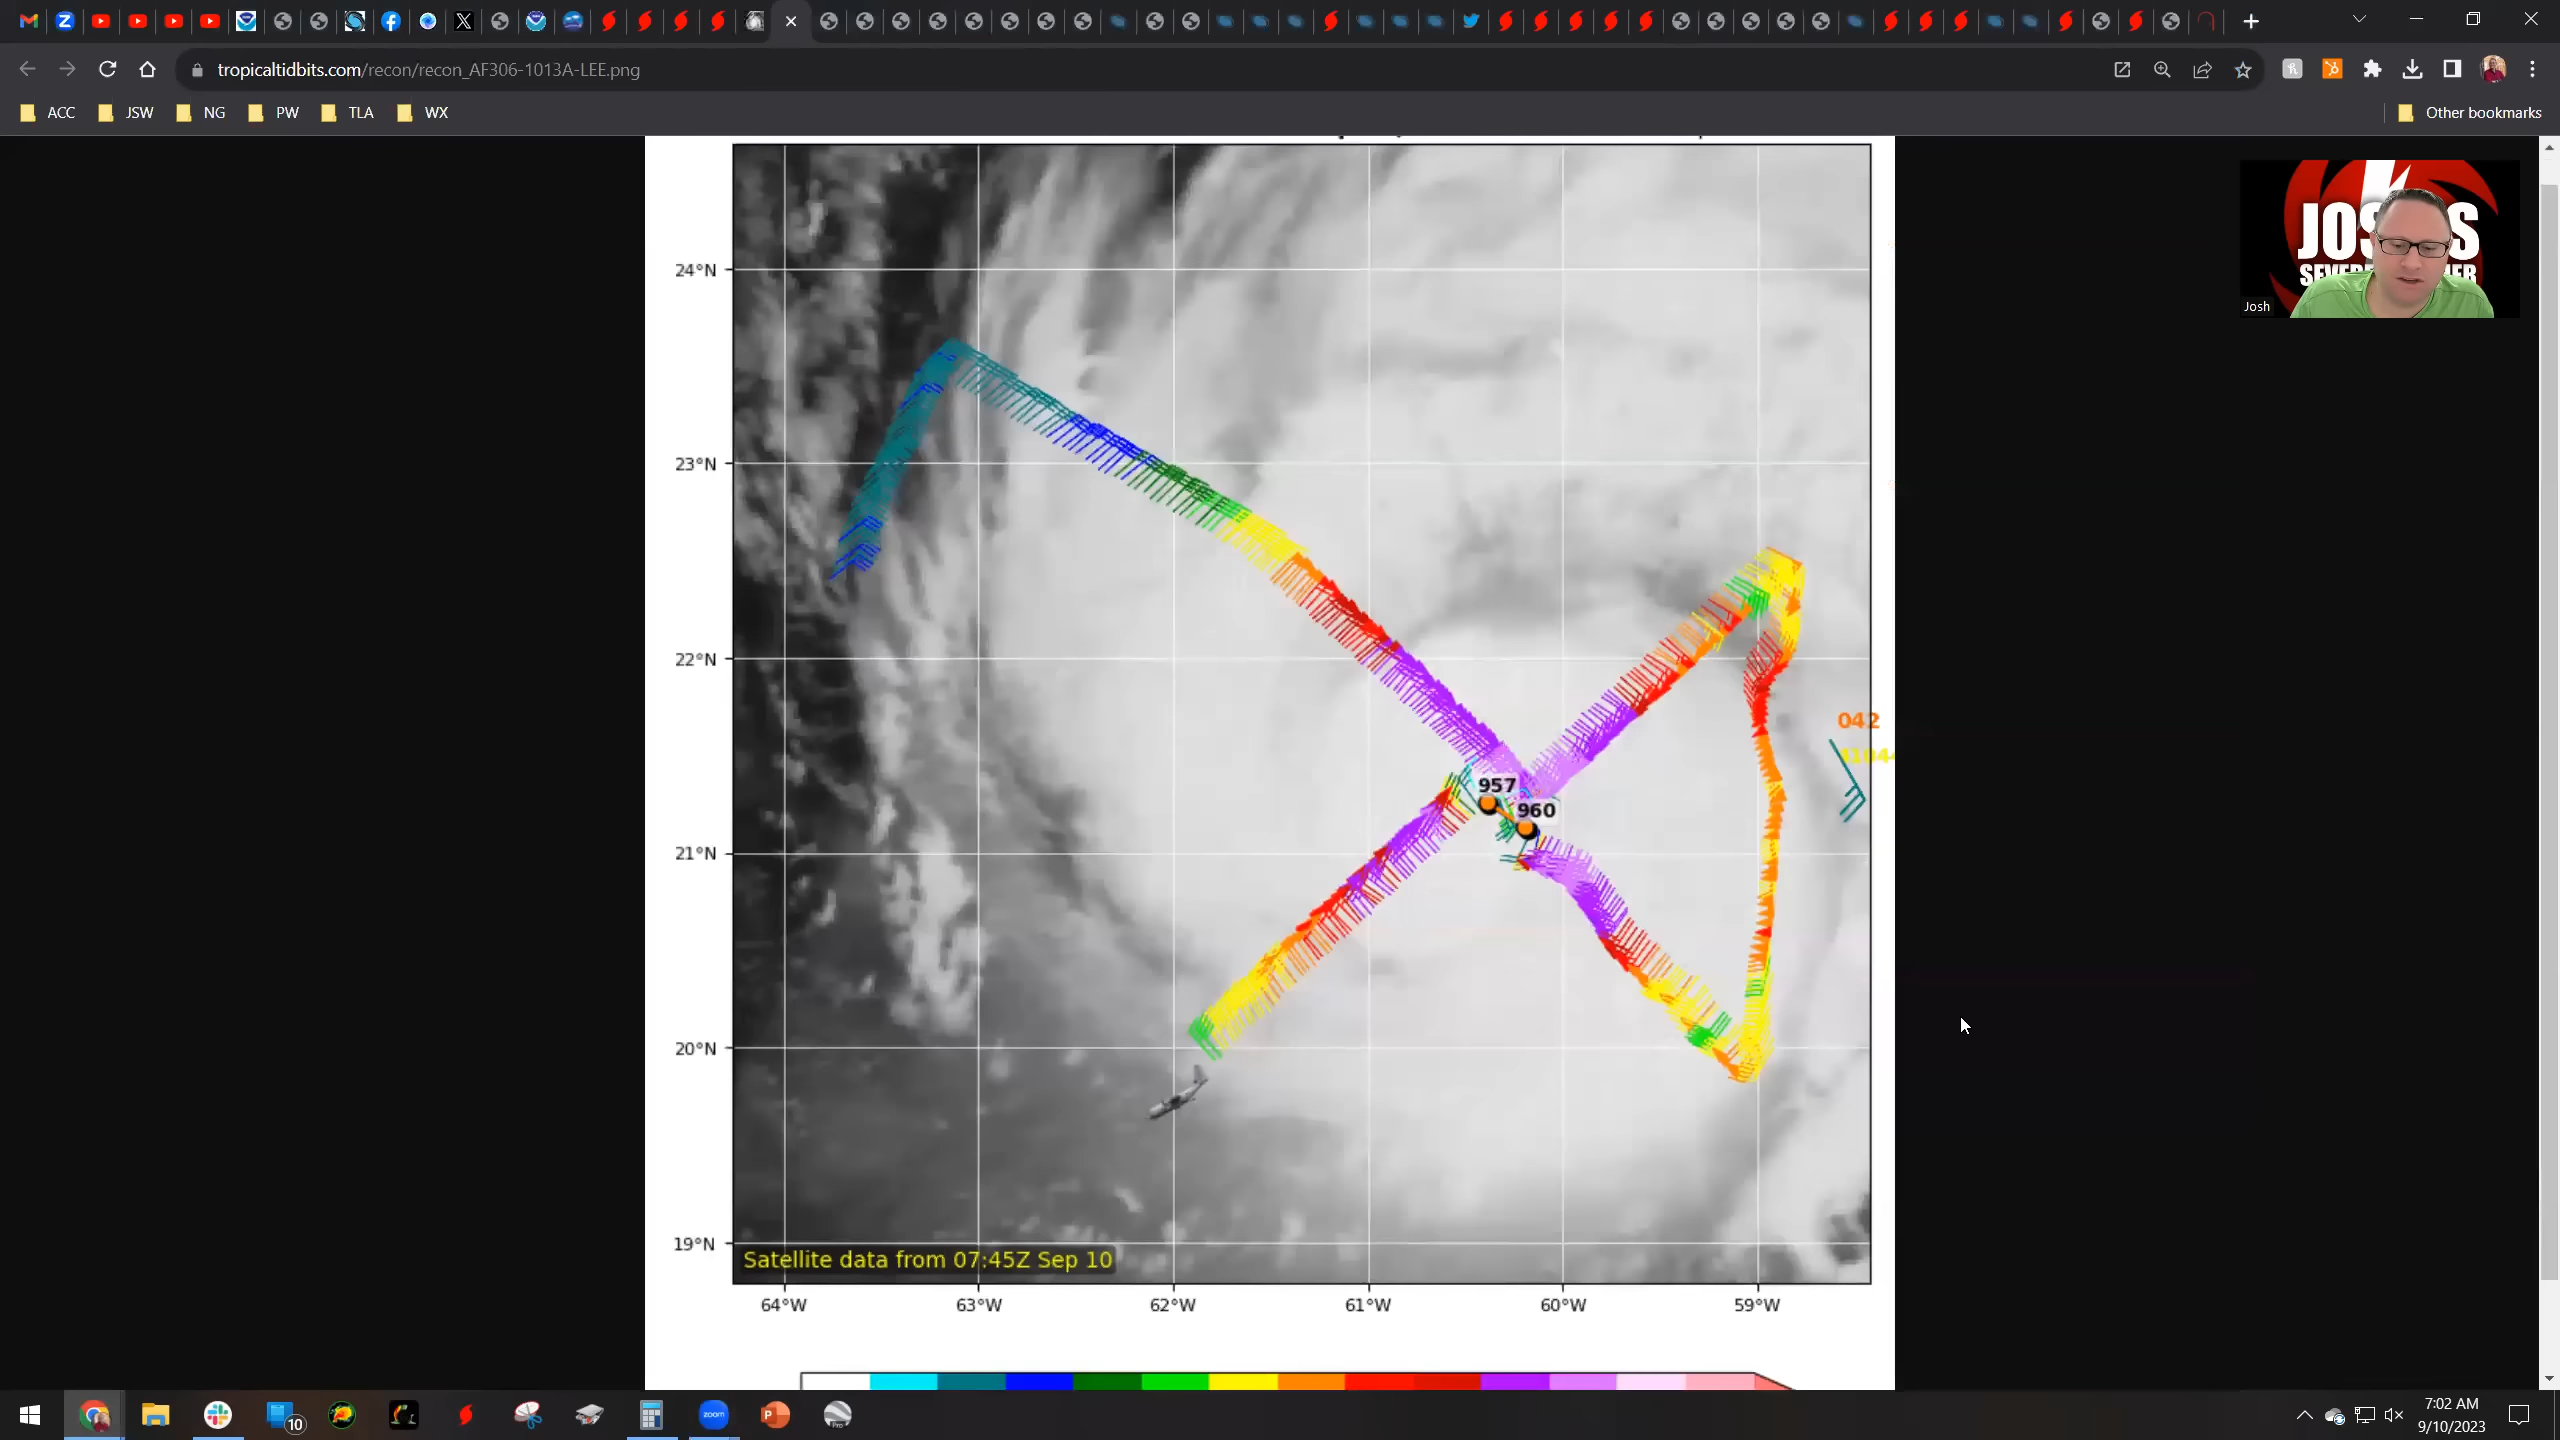 tropicaltidbits.com/recon/recon_AF306-1013A-LEE.png
ACC JSW NG PW TLA WX Other bookmarks
Josh
24°N
23°N
22°N
042
957
960
21°N
20°N
19°N
Satellite data from 07:45Z Sep 10
64°W 63°W 62°W 61°W 60°W 59°W
10
zoom
7:02 AM
9/10/2023